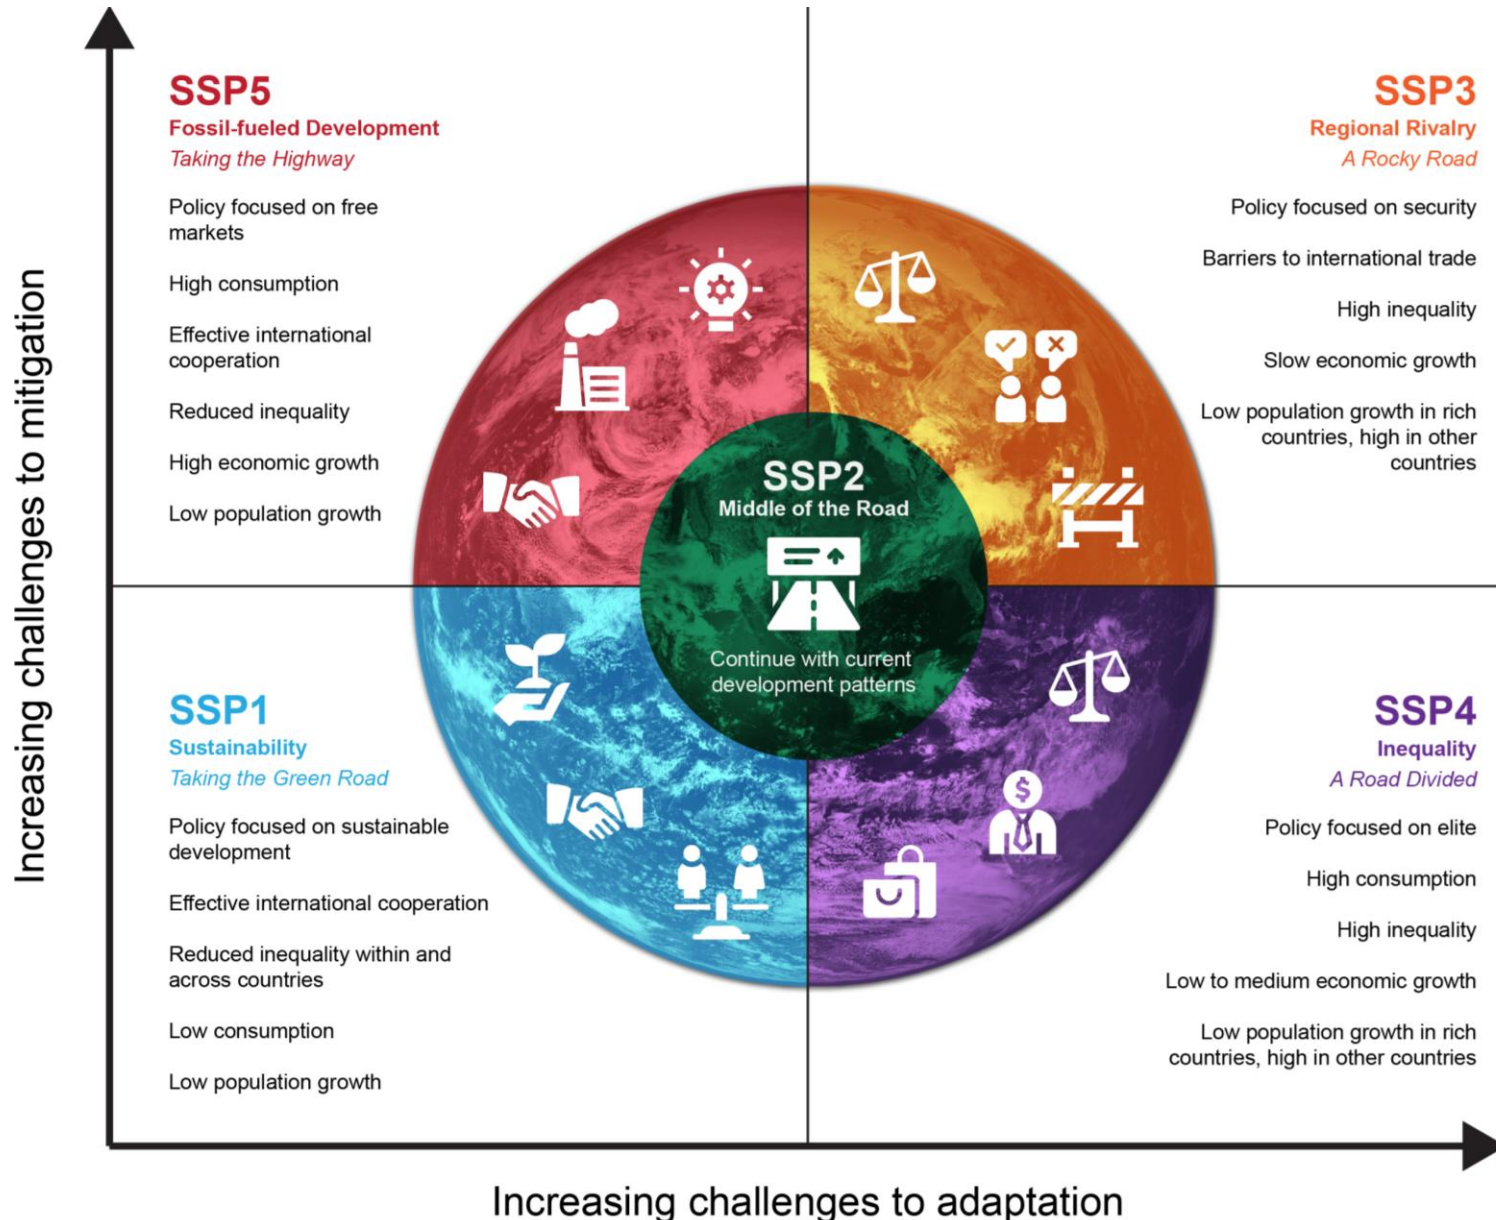 Increasing challenges to mitigation
SSP5
Fossil-fueled Development
Taking the Highway
Policy focused on free
markets
High consumption
Effective international
cooperation
Reduced inequality
High economic growth
Low population growth
SSP3
Regional Rivalry
A Rocky Road
Policy focused on security
Barriers to international trade
High inequality
Slow economic growth
Low population growth in rich
countries, high in other
countries
SSP2
Middle of the Road
Continue with current
development patterns
SSP1
Sustainability
Taking the Green Road
Policy focused on sustainable
development
Effective international cooperation
Reduced inequality within and
across countries
Low consumption
Low population growth
SSP4
Inequality
A Road Divided
Policy focused on elite
High consumption
High inequality
Low to medium economic growth
Low population growth in rich
countries, high in other countries
$
Increasing challenges to adaptation